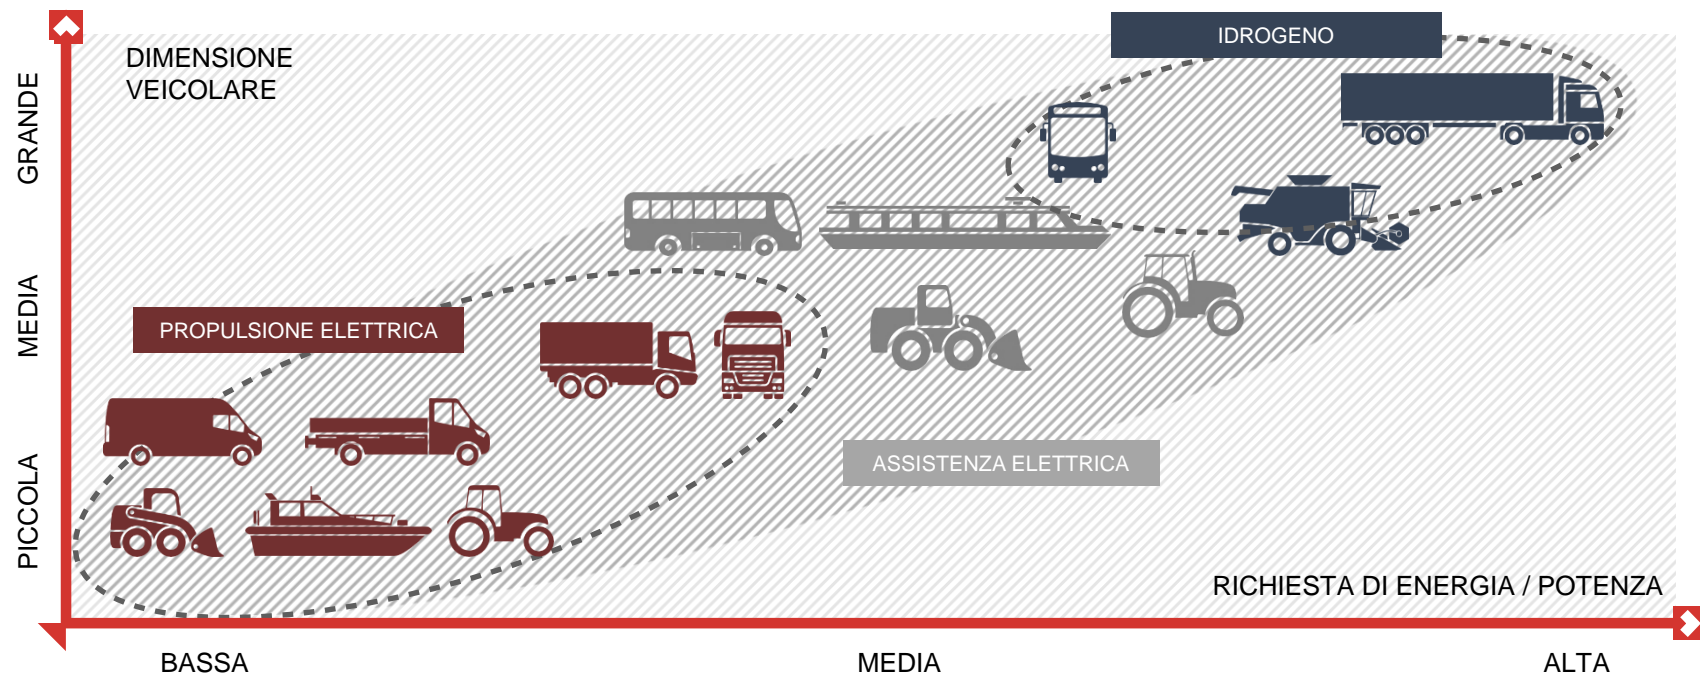 IDROGENO
DIMENSIONE
VEICOLARE
GRANDE
MEDIA
PICCOLA
PROPULSIONE ELETTRICA
ASSISTENZA ELETTRICA
RICHIESTA DI ENERGIA / POTENZA
BASSA
MEDIA
ALTA